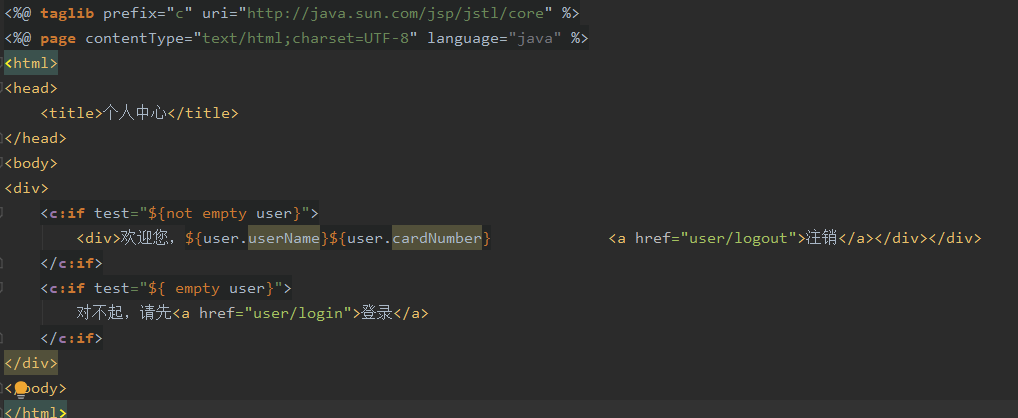 <%@ taglib prefix="c" uri="http://java.sun.com/jsp/jstl/core" %>
<%@ page contentType="text/html;charset=UTF-8" language="java" %>
<html>
<head>
    <title>个人中心</title>
</head>
<body>
<div>
    <c:if test="${not empty user}">
        <div>欢迎您，${user.userName}${user.cardNumber}             <a href="user/logout">注销</a></div></div>
    </c:if>
    <c:if test="${ empty user}">
        对不起，请先<a href="user/login">登录</a>
    </c:if>
</div>
</body>
</html>